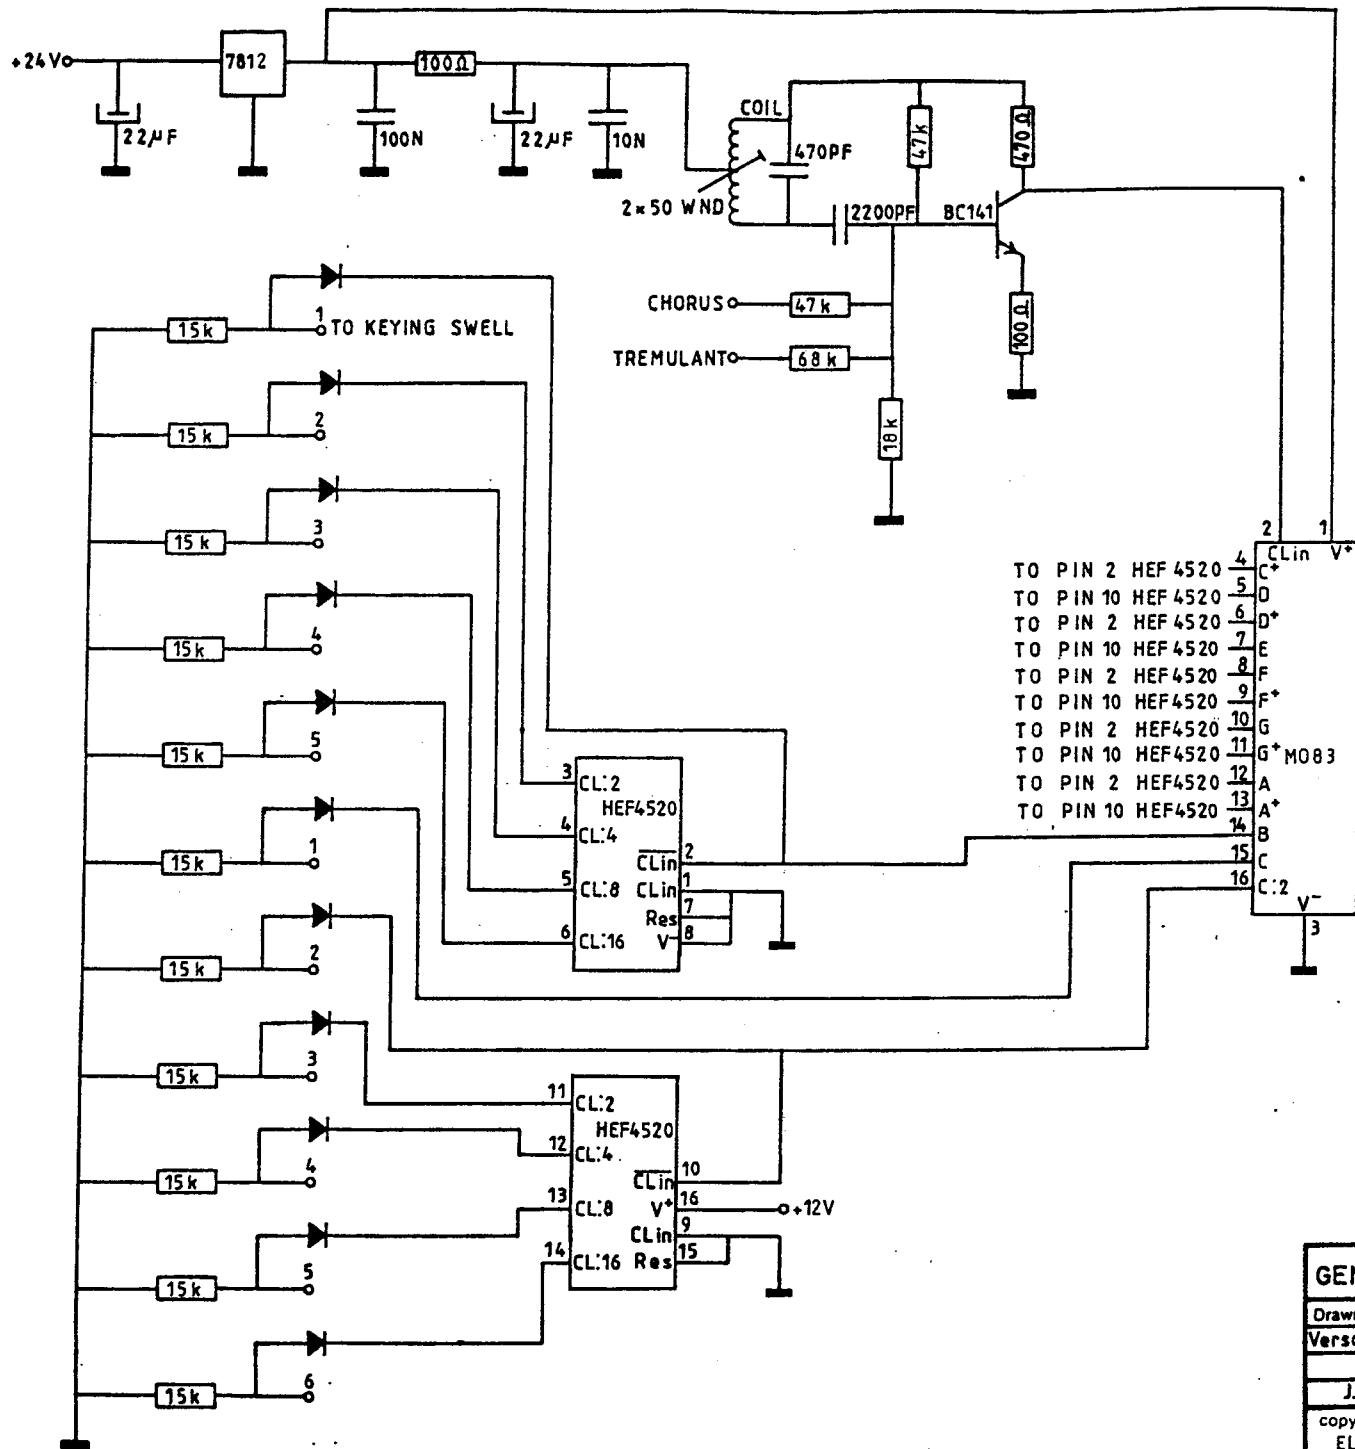 +24V
7812
100Ω
22µF
100N
22µF
10N
COIL
470PF
2×50 WND
2200PF
BC141
47k
470Ω
100Ω
CHORUS
47k
TREMULANT
68k
18k
15k
1
TO KEYING SWELL
15k
2
15k
3
15k
4
15k
5
15k
1
15k
2
15k
3
15k
4
15k
5
15k
6
3 CL:2
HEF4520
4 CL:4
CLin 2
5 CL:8
CLin 1
Res 7
6 CL:16
V- 8
11 CL:2
HEF4520
12 CL:4
CLin 10
13 CL:8
V+ 16
+12V
CLin 9
14 CL:16
Res 15
2 1
CLin V+
TO PIN 2 HEF4520 4 C+
TO PIN 10 HEF4520 5 D
TO PIN 2 HEF4520 6 D+
TO PIN 10 HEF4520 7 E
TO PIN 2 HEF4520 8 F
TO PIN 10 HEF4520 9 F+
TO PIN 2 HEF4520 10 G
TO PIN 10 HEF4520 11 G+ M083
TO PIN 2 HEF4520 12 A
TO PIN 10 HEF4520 13 A+
14 B
15 C
16 C:2
V-
3
GEN
Draw
Vers
J.
copy
EL